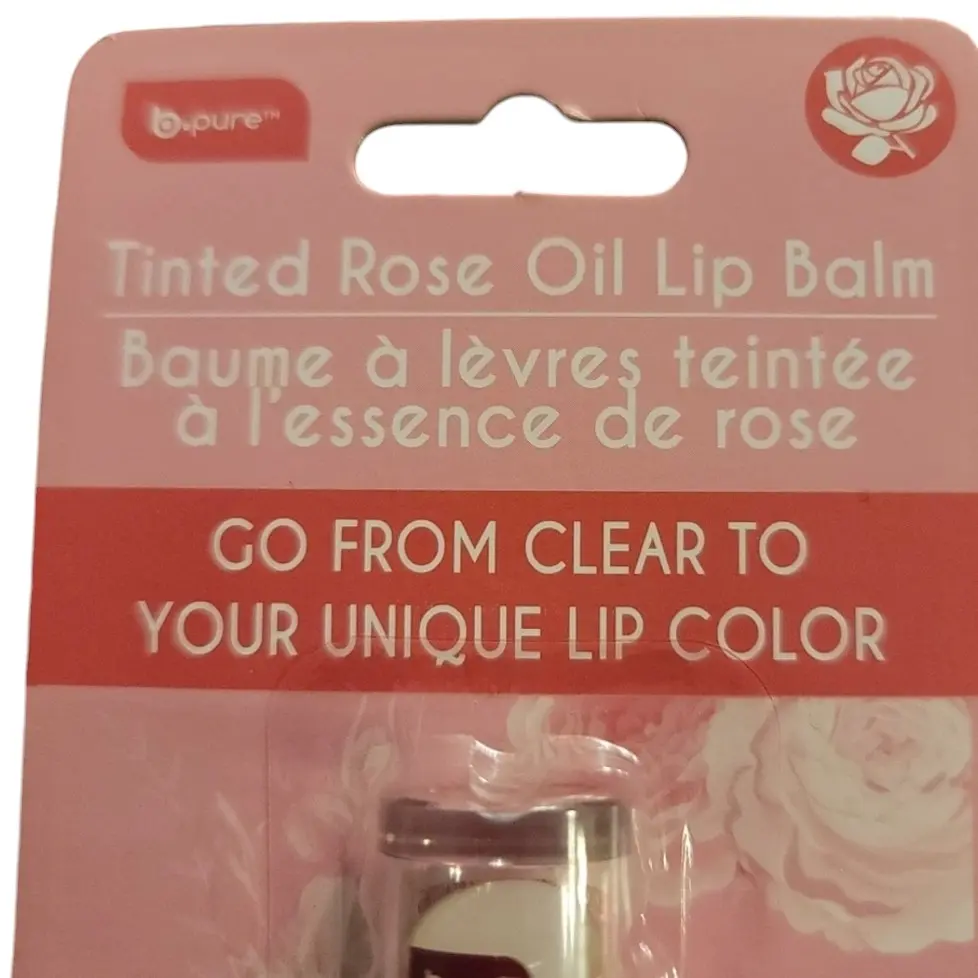 b.pure™
Tinted Rose Oil Lip Balm
Baume à lèvres teintée
à l'essence de rose
GO FROM CLEAR TO
YOUR UNIQUE LIP COLOR